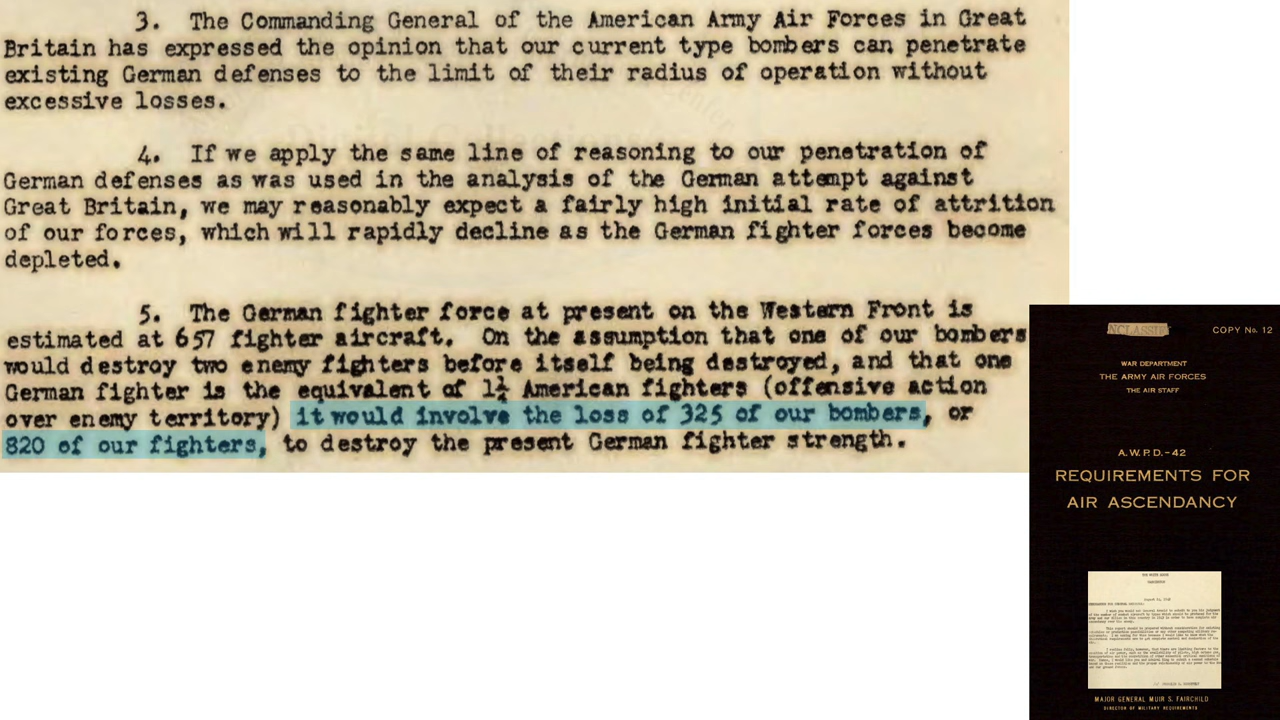 3. The Commanding General of the American Army Air Forces in Great
Britain has expressed the opinion that our current type bombers can penetrate
existing German defenses to the limit of their radius of operation without
excessive losses.
4. If we apply the same line of reasoning to our penetration of
German defenses as was used in the analysis of the German attempt against
Great Britain, we may reasonably expect a fairly high initial rate of attrition
of our forces, which will rapidly decline as the German fighter forces become
depleted.
5. The German fighter force at present on the Western Front is
estimated at 657 fighter aircraft. On the assumption that one of our bombers
would destroy two enemy fighters before itself being destroyed, and that one
German fighter is the equivalent of 1¼ American fighters (offensive action
over enemy territory) it would involve the loss of 325 of our bombers, or
820 of our fighters, to destroy the present German fighter strength.
COPY No. 12
WAR DEPARTMENT
THE ARMY AIR FORCES
THE AIR STAFF
A.W.P.D.-42
REQUIREMENTS FOR
AIR ASCENDANCY
THE WHITE HOUSE
WASHINGTON
MAJOR GENERAL MUIR S. FAIRCHILD
DIRECTOR OF MILITARY REQUIREMENTS